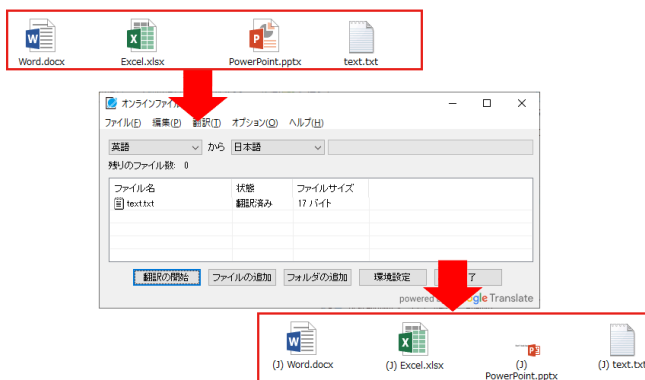 Word.docx
Excel.xlsx
PowerPoint.pptx
text.txt
オンラインファイル
ファイル(F) 編集(P) 翻訳(T) オプション(O) ヘルプ(H)
英語 から 日本語
残りのファイル数: 0
ファイル名 状態 ファイルサイズ
text.txt 翻訳済み 17 バイト
翻訳の開始 ファイルの追加 フォルダの追加 環境設定 了
powered gle Translate
(J) Word.docx
(J) Excel.xlsx
(J)
PowerPoint.pptx
(J) text.txt